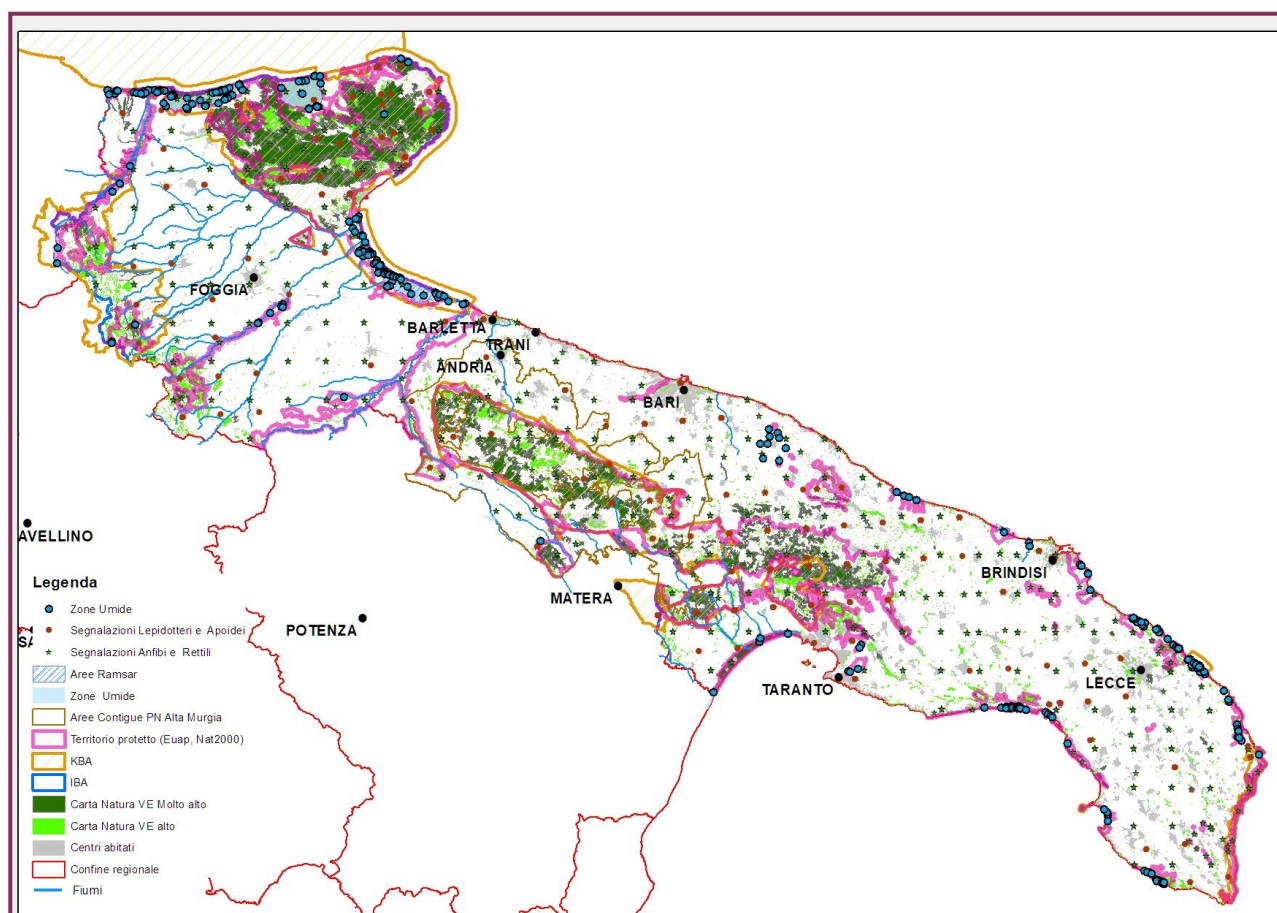 FOGGIA
BARLETTA
TRANI
ANDRIA
BARI
AVELLINO
BRINDISI
MATERA
POTENZA
TARANTO
LECCE
SA
Legenda
Zone Umide
Segnalazioni Lepidotteri e Apoidei
Segnalazioni Anfibi e Rettili
Aree Ramsar
Zone Umide
Aree Contigue PN Alta Murgia
Territorio protetto (Euap, Nat2000)
KBA
IBA
Carta Natura VE Molto alto
Carta Natura VE alto
Centri abitati
Confine regionale
Fiumi